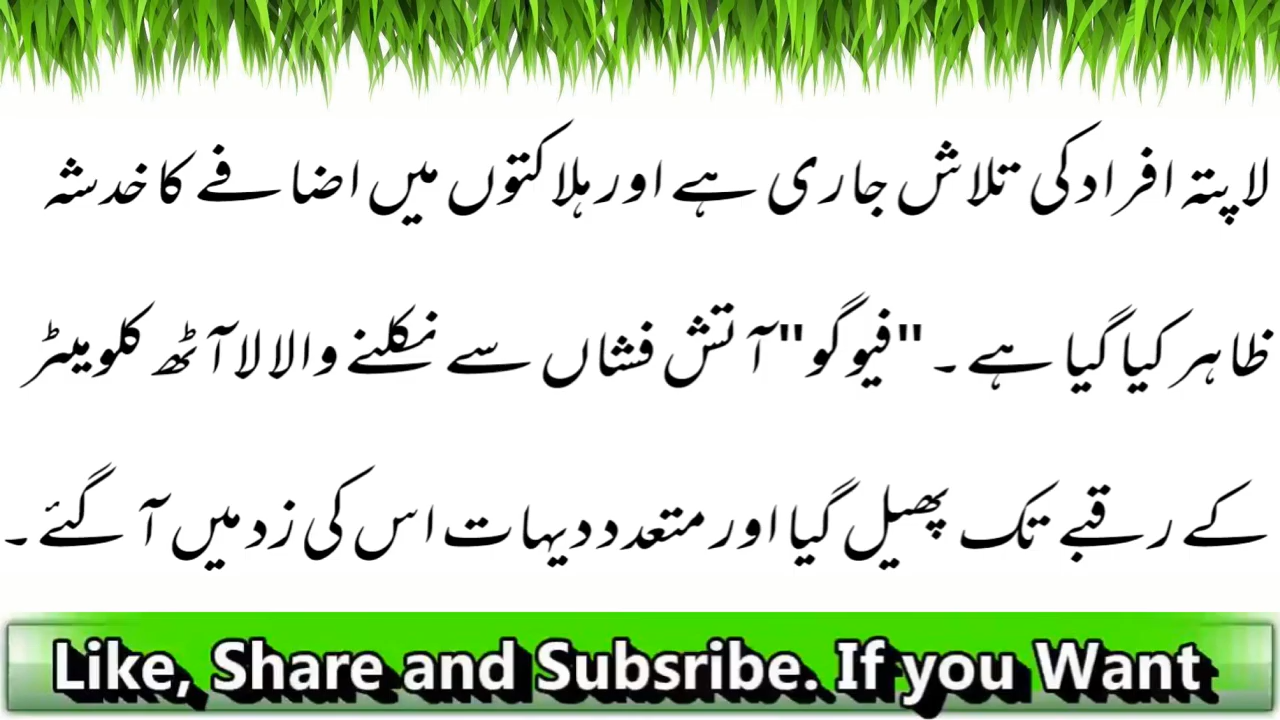 لاپتہ افراد کی تلاش جاری ہے اور ہلاکتوں میں اضافے کا خدشہ
ظاہر کیا گیا ہے۔ "فیوگو" آتش فشاں سے نکلنے والا لاا آٹھ کلومیٹر
کے رقبے تک پھیل گیا اور متعدد دیہات اس کی زد میں آ گئے۔
Like, Share and Subsribe. If you Want